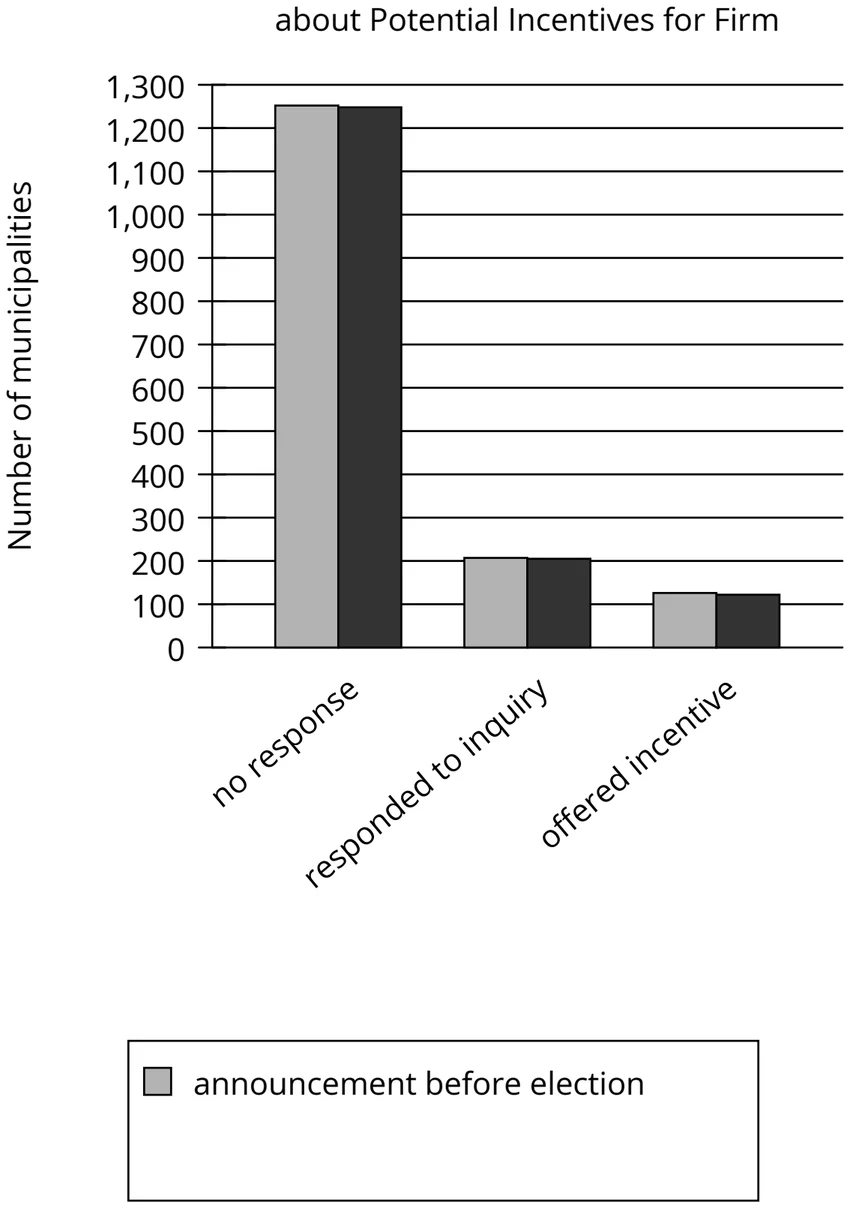 about Potential Incentives for Firm
Number of municipalities
1,300
1,200
1,100
1,000
900
800
700
600
500
400
300
200
100
0
no response
responded to inquiry
offered incentive
announcement before election